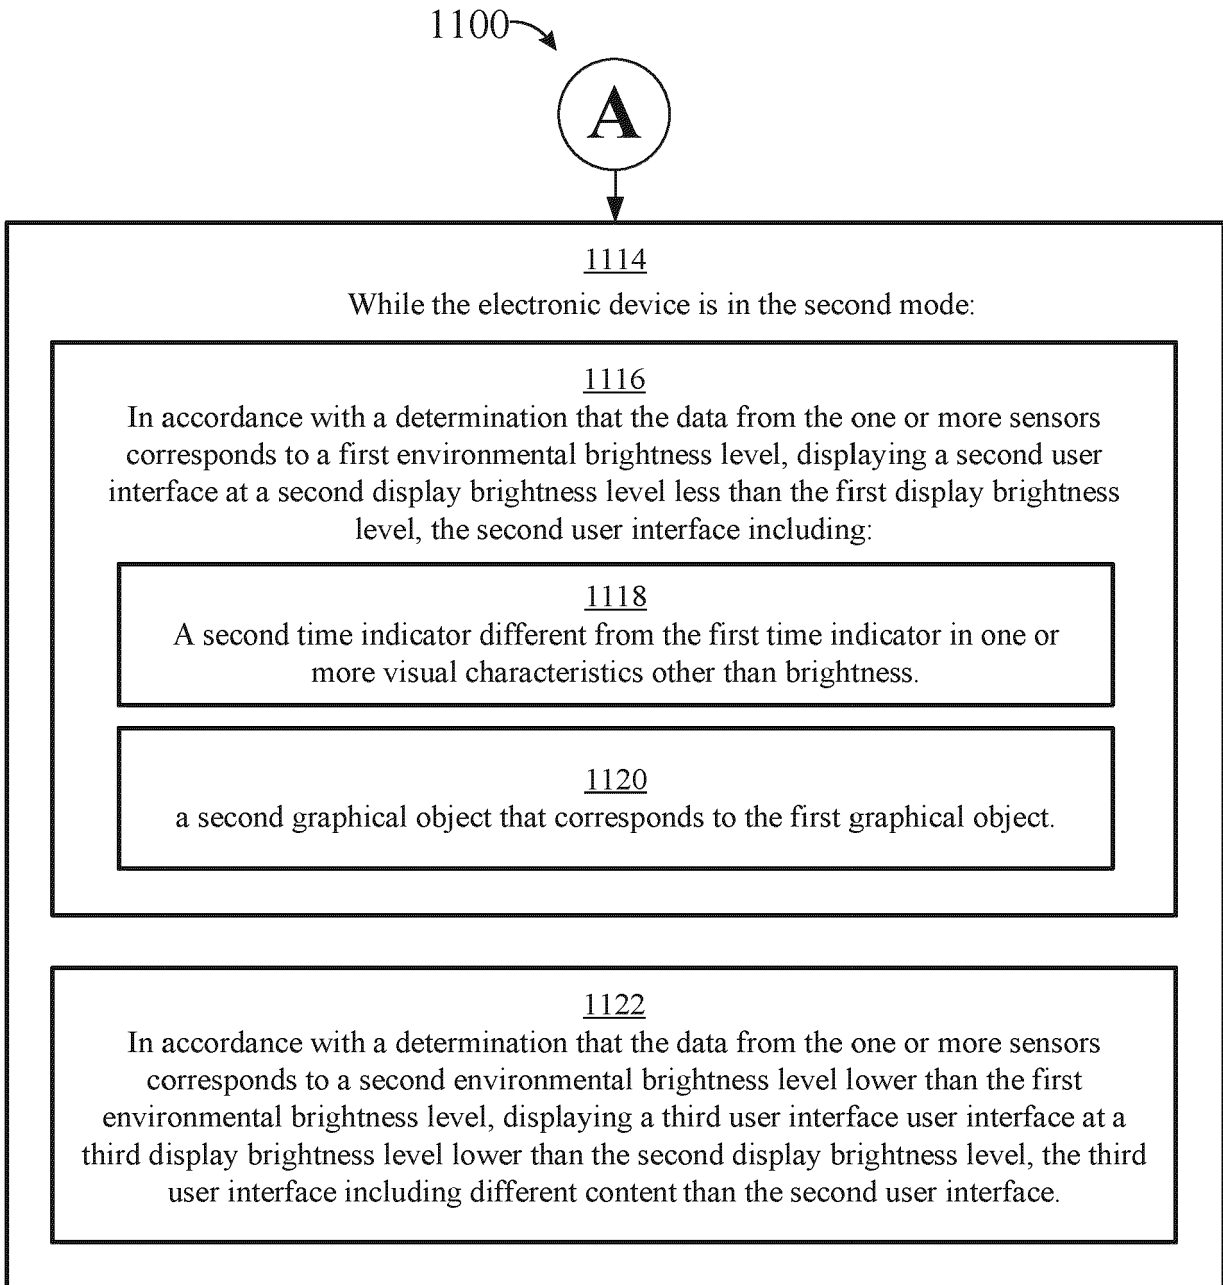 1100
A
1114
While the electronic device is in the second mode:
1116
In accordance with a determination that the data from the one or more sensors
corresponds to a first environmental brightness level, displaying a second user
interface at a second display brightness level less than the first display brightness
level, the second user interface including:
1118
A second time indicator different from the first time indicator in one or
more visual characteristics other than brightness.
1120
a second graphical object that corresponds to the first graphical object.
1122
In accordance with a determination that the data from the one or more sensors
corresponds to a second environmental brightness level lower than the first
environmental brightness level, displaying a third user interface user interface at a
third display brightness level lower than the second display brightness level, the third
user interface including different content than the second user interface.